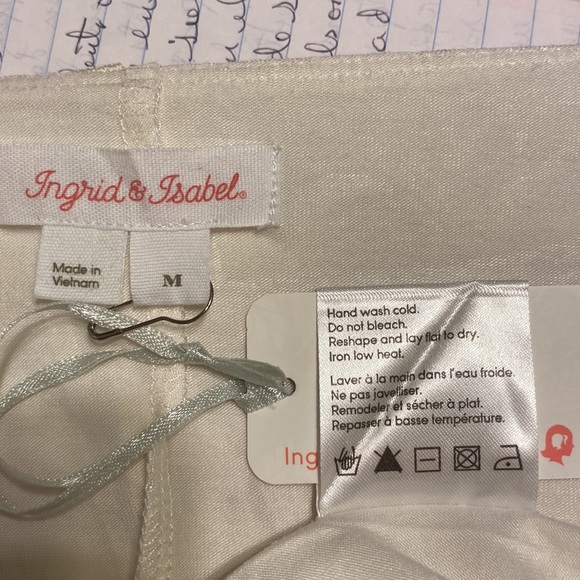 Ingrid & Isabel®
Made in
Vietnam
M
Hand wash cold.
Do not bleach.
Reshape and lay flat to dry.
Iron low heat.
Laver à la main dans l'eau froide.
Ne pas javelliser.
Remodeler et sécher à plat.
Repasser à basse température.
Ing